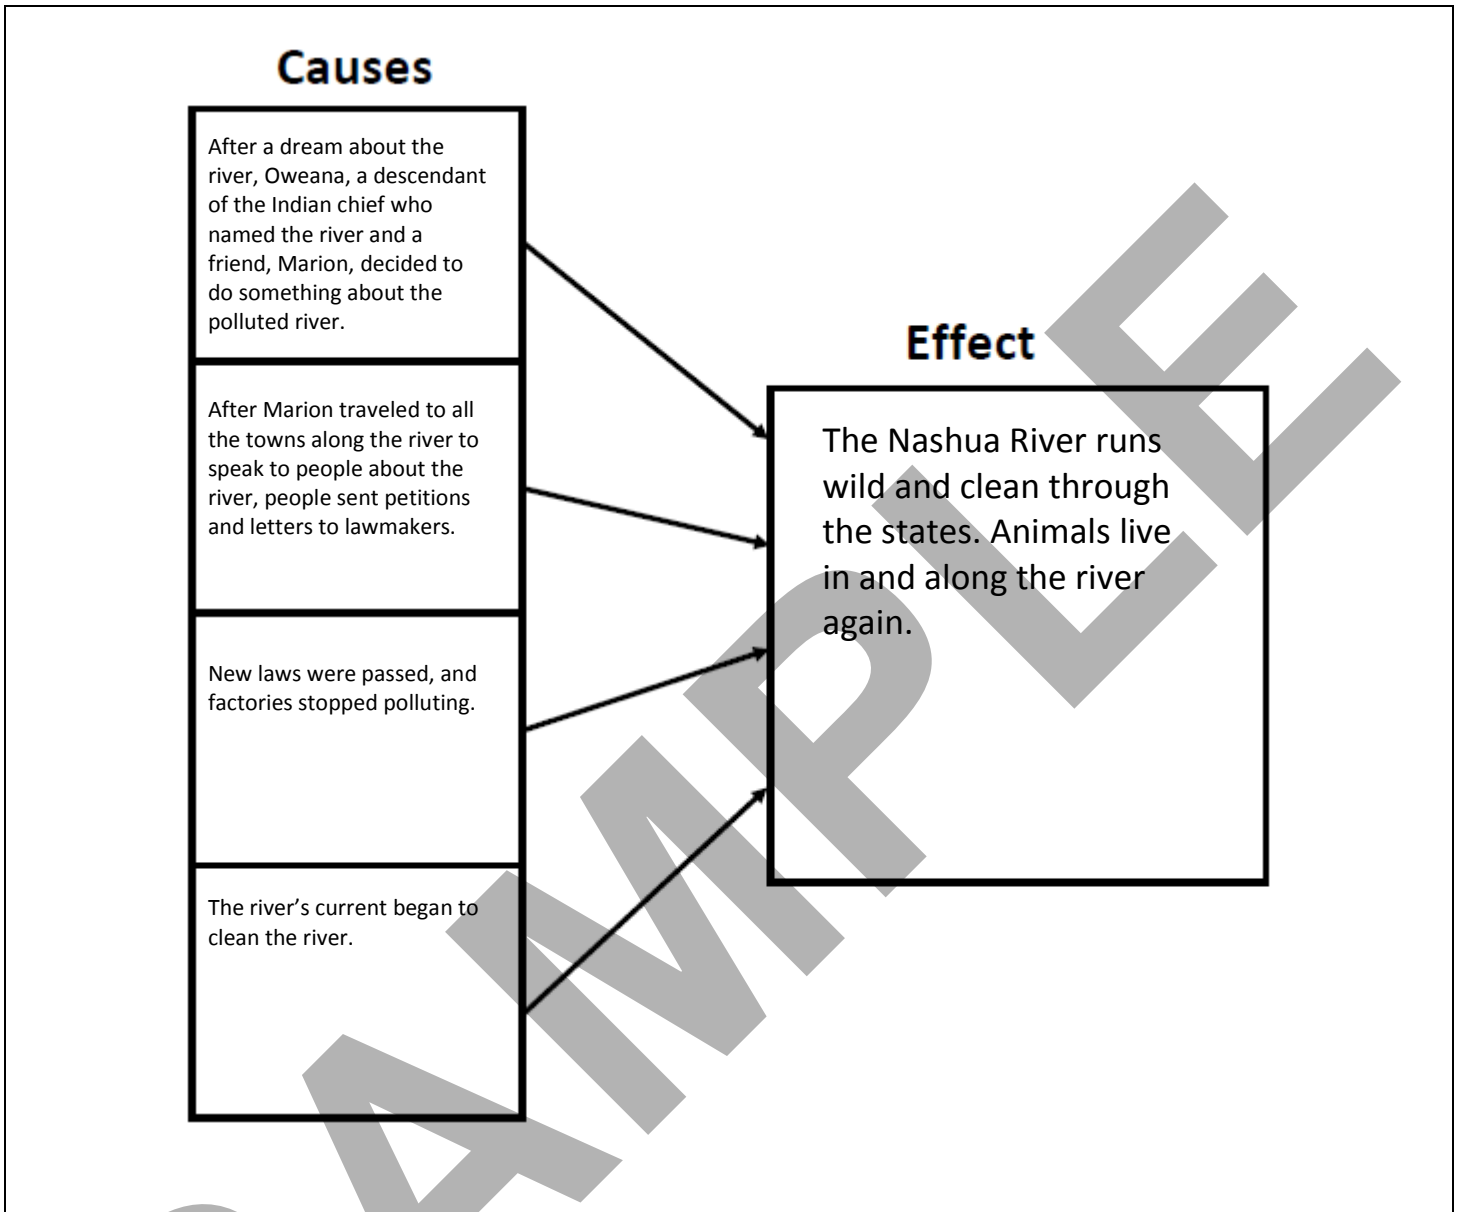 Causes
After a dream about the
river, Oweana, a descendant
of the Indian chief who
named the river and a
friend, Marion, decided to
do something about the
polluted river.
After Marion traveled to all
the towns along the river to
speak to people about the
river, people sent petitions
and letters to lawmakers.
New laws were passed, and
factories stopped polluting.
The river’s current began to
clean the river.
Effect
The Nashua River runs
wild and clean through
the states. Animals live
in and along the river
again.
AMPLE